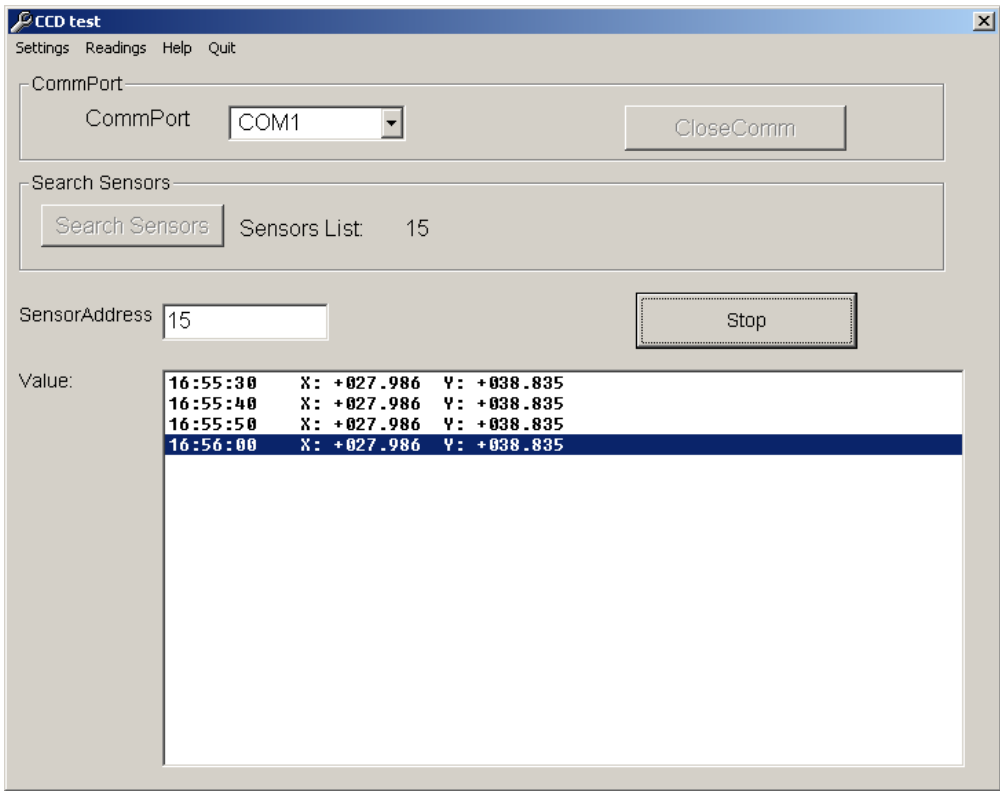 CCD test
Settings Readings Help Quit
CommPort
CommPort COM1 CloseComm
Search Sensors
Search Sensors Sensors List: 15
SensorAddress 15 Stop
Value:
16:55:30 X: +027.986 Y: +038.835
16:55:40 X: +027.986 Y: +038.835
16:55:50 X: +027.986 Y: +038.835
16:56:00 X: +027.986 Y: +038.835